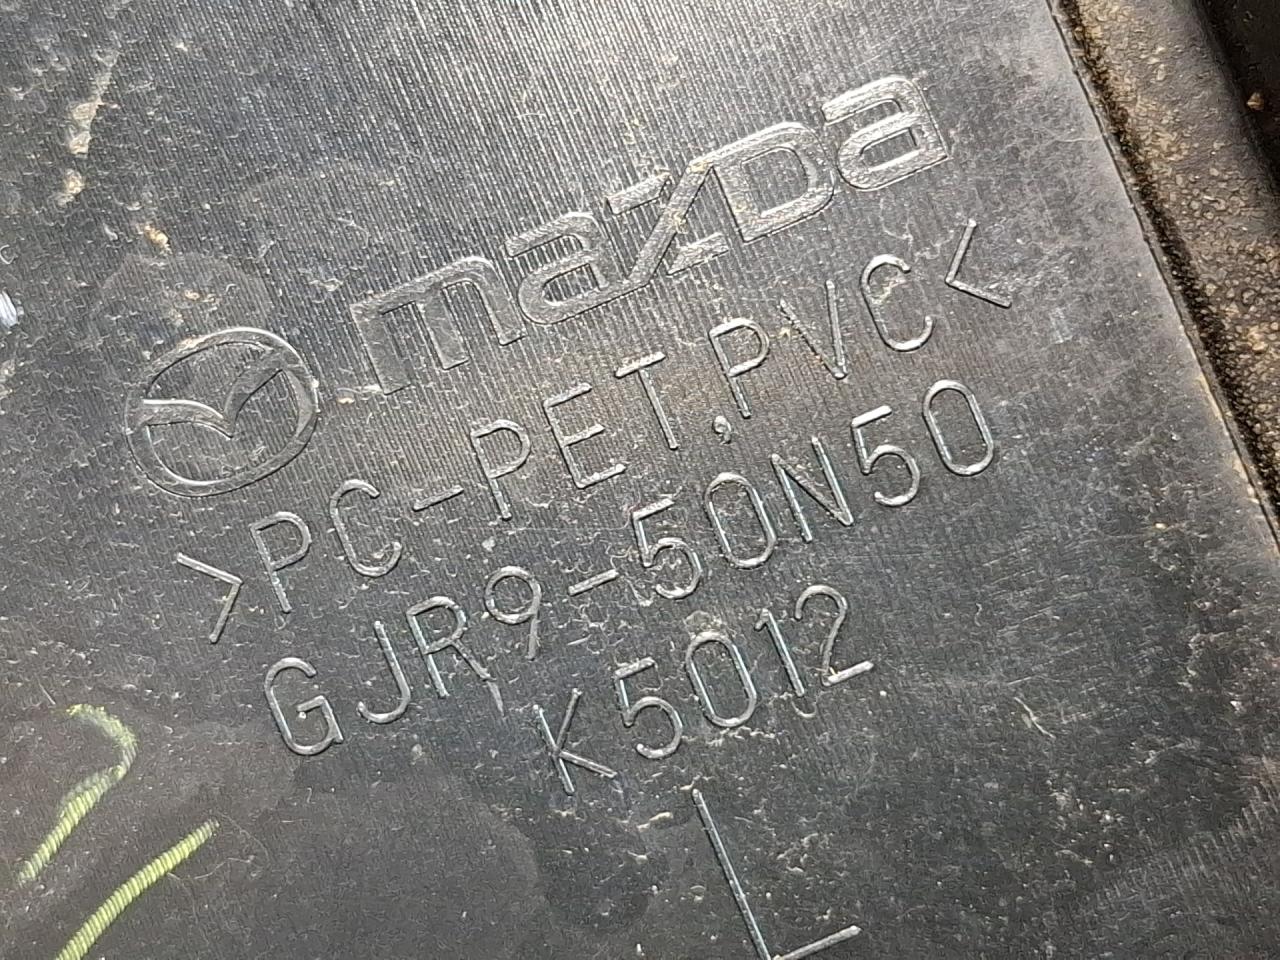 mazDa
>PC-PET,PVC<
GJR9-50N50
K5012
L